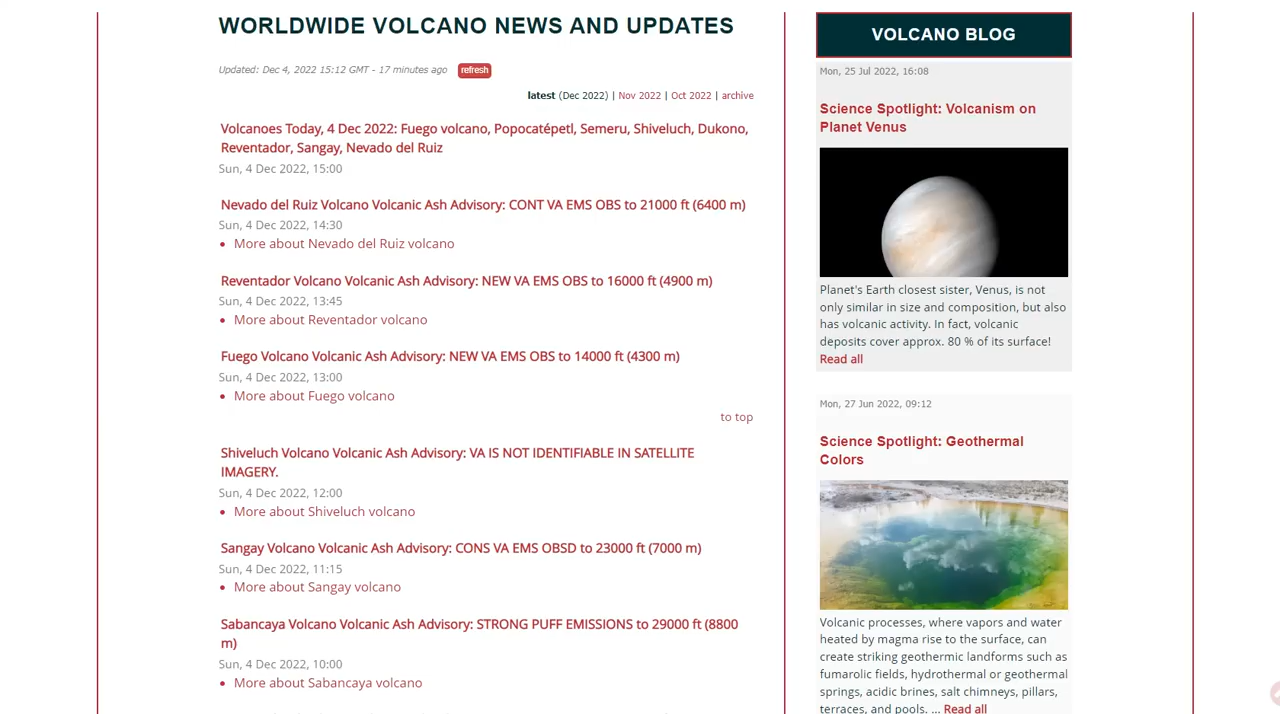 WORLDWIDE VOLCANO NEWS AND UPDATES
Updated: Dec 4, 2022 15:12 GMT - 17 minutes ago refresh
latest (Dec 2022) | Nov 2022 | Oct 2022 | archive
Volcanoes Today, 4 Dec 2022: Fuego volcano, Popocatépetl, Semeru, Shiveluch, Dukono,
Reventador, Sangay, Nevado del Ruiz
Sun, 4 Dec 2022, 15:00
Nevado del Ruiz Volcano Volcanic Ash Advisory: CONT VA EMS OBS to 21000 ft (6400 m)
Sun, 4 Dec 2022, 14:30
• More about Nevado del Ruiz volcano
Reventador Volcano Volcanic Ash Advisory: NEW VA EMS OBS to 16000 ft (4900 m)
Sun, 4 Dec 2022, 13:45
• More about Reventador volcano
Fuego Volcano Volcanic Ash Advisory: NEW VA EMS OBS to 14000 ft (4300 m)
Sun, 4 Dec 2022, 13:00
• More about Fuego volcano
to top
Shiveluch Volcano Volcanic Ash Advisory: VA IS NOT IDENTIFIABLE IN SATELLITE
IMAGERY.
Sun, 4 Dec 2022, 12:00
• More about Shiveluch volcano
Sangay Volcano Volcanic Ash Advisory: CONS VA EMS OBSD to 23000 ft (7000 m)
Sun, 4 Dec 2022, 11:15
• More about Sangay volcano
Sabancaya Volcano Volcanic Ash Advisory: STRONG PUFF EMISSIONS to 29000 ft (8800
m)
Sun, 4 Dec 2022, 10:00
• More about Sabancaya volcano
VOLCANO BLOG
Mon, 25 Jul 2022, 16:08
Science Spotlight: Volcanism on
Planet Venus
Planet's Earth closest sister, Venus, is not
only similar in size and composition, but also
has volcanic activity. In fact, volcanic
deposits cover approx. 80 % of its surface!
Read all
Mon, 27 Jun 2022, 09:12
Science Spotlight: Geothermal
Colors
Volcanic processes, where vapors and water
heated by magma rise to the surface, can
create striking geothermic landforms such as
fumarolic fields, hydrothermal or geothermal
springs, acidic brines, salt chimneys, pillars,
terraces, and pools. ... Read all